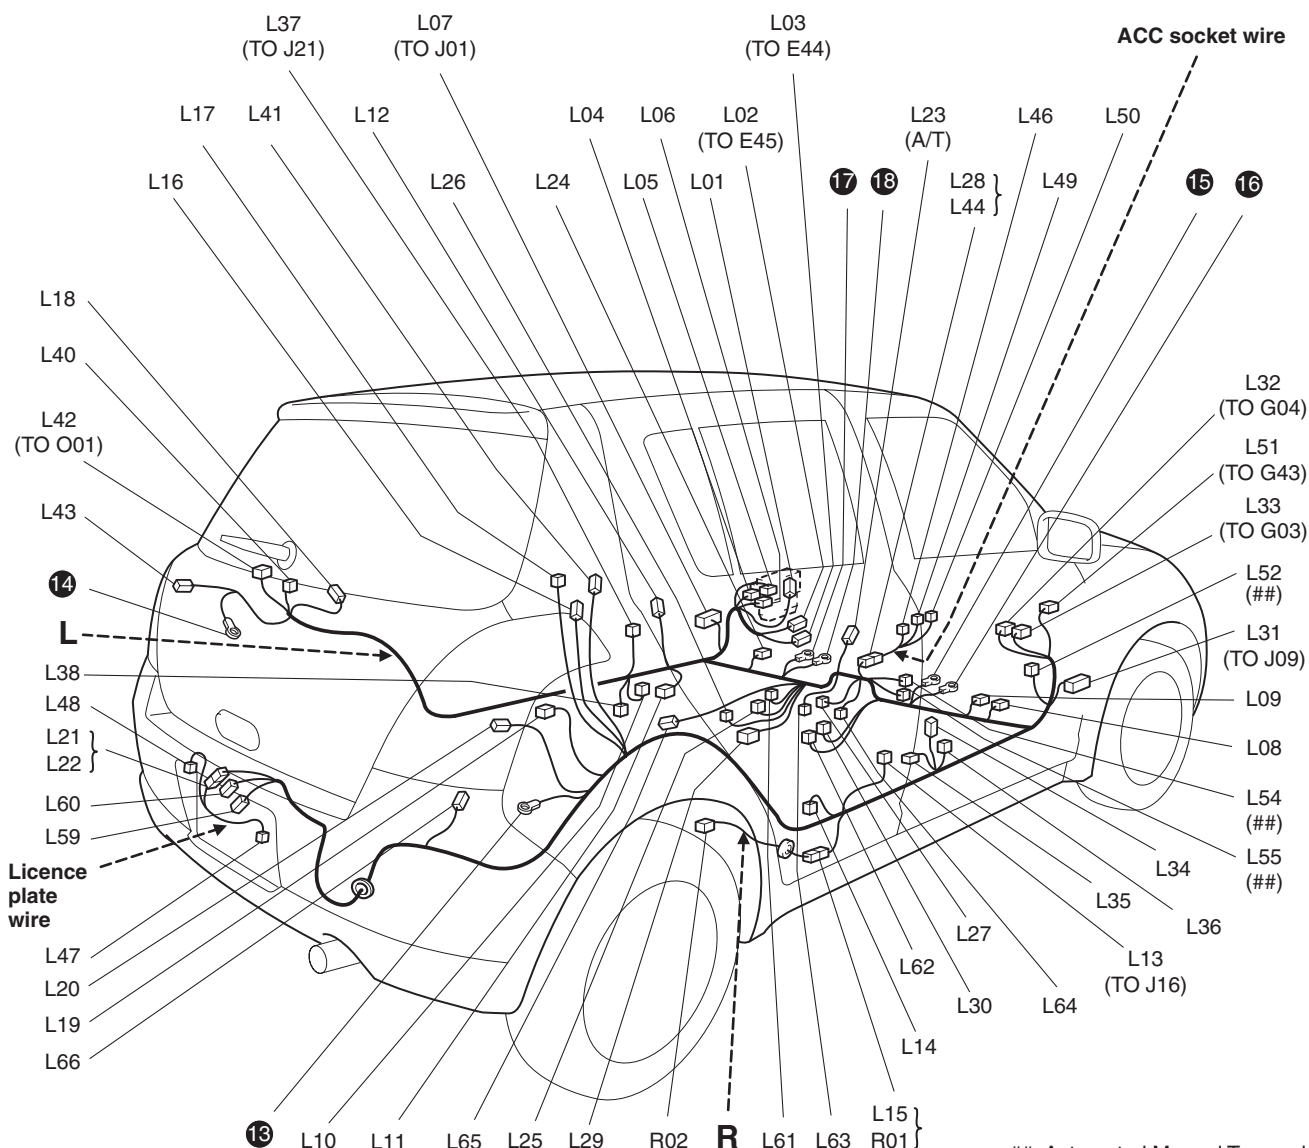 L37
(TO J21)
L07
(TO J01)
L03
(TO E44)
ACC socket wire
L17
L41
L12
L04
L06
L02
(TO E45)
L23
(A/T)
L46
L50
L16
L26
L24
L05
L01
17
18
L28
L44
L49
15
16
L18
L40
L42
(TO O01)
L43
14
L
L32
(TO G04)
L51
(TO G43)
L33
(TO G03)
L52
(##)
L31
(TO J09)
L09
L08
L54
(##)
L55
(##)
L38
L48
L21
L22
L60
L59
Licence
plate
wire
L47
L20
L19
L66
L34
L35
L36
L27
L13
(TO J16)
L62
L30
L64
L14
13
L10
L11
L65
L25
L29
R02
R
L61
L63
L15
R01